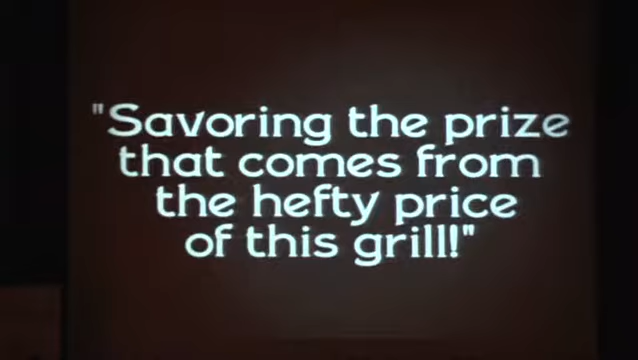 "Savoring the prize
that comes from
the hefty price
of this grill!"